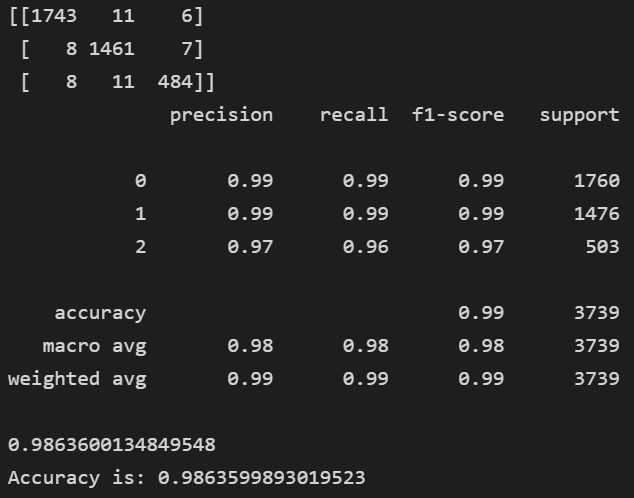 [[1743   11    6]
 [   8 1461    7]
 [   8   11  484]]
              precision    recall  f1-score   support

           0       0.99      0.99      0.99      1760
           1       0.99      0.99      0.99      1476
           2       0.97      0.96      0.97       503

    accuracy                           0.99      3739
   macro avg       0.98      0.98      0.98      3739
weighted avg       0.99      0.99      0.99      3739

0.9863600134849548
Accuracy is: 0.9863599893019523